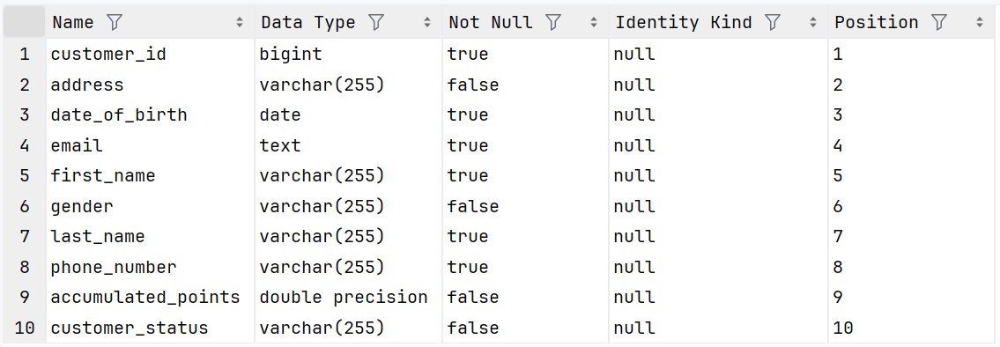 Name Data Type Not Null Identity Kind Position
1 customer_id bigint true null 1
2 address varchar(255) false null 2
3 date_of_birth date true null 3
4 email text true null 4
5 first_name varchar(255) true null 5
6 gender varchar(255) false null 6
7 last_name varchar(255) true null 7
8 phone_number varchar(255) true null 8
9 accumulated_points double precision false null 9
10 customer_status varchar(255) false null 10